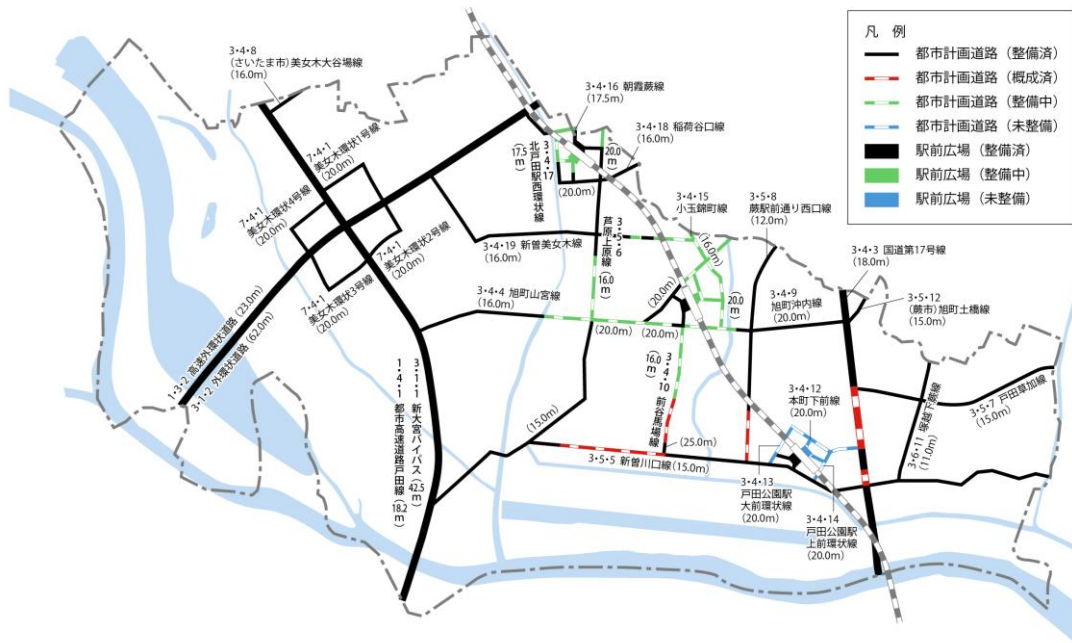 凡 例
都市計画道路（整備済）
都市計画道路（概成済）
都市計画道路（整備中）
都市計画道路（未整備）
駅前広場（整備済）
駅前広場（整備中）
駅前広場（未整備）
3・4・8
（さいたま市）美女木大谷場線
（16.0m）
3・4・16 朝霞蕨線
（17.5m）
3・4・18 稲荷谷口線
（16.0m）
（20.0m）
3・4・17
北戸田駅西環状線
（17.5m）
（20.0m）
7・4・1
美女木環状1号線
（20.0m）
7・4・1
美女木環状4号線
（20.0m）
7・4・1
美女木環状2号線
（20.0m）
7・4・1
美女木環状3号線
（20.0m）
3・4・15
小玉錦町線
（16.0m）
3・5・8
蕨駅前通り西口線
（12.0m）
3・4・3 国道第17号線
（18.0m）
3・5・6
芦原上原線
（16.0m）
3・4・19 新曽美女木線
（16.0m）
3・4・4 旭町山宮線
（16.0m）
（20.0m）
（20.0m）
3・4・9
旭町沖内線
（20.0m）
3・5・12
（蕨市）旭町土橋線
（15.0m）
（20.0m）
（20.0m）
1・3・2 高速外環状道路（23.0m）
3・1・2 外環状道路（62.0m）
3・1・1 新大宮バイパス（42.5m）
1・4・1 都市高速道路戸田線（18.2m）
3・4・10 前谷馬場線
（16.0m）
（15.0m）
（25.0m）
3・5・5 新曽川口線（15.0m）
3・4・12
本町下前線
（20.0m）
3・5・7 戸田草加線
（15.0m）
3・6・11 塚越下蕨線
（11.0m）
3・4・13
戸田公園駅
大前環状線
（20.0m）
3・4・14
戸田公園駅
上前環状線
（20.0m）